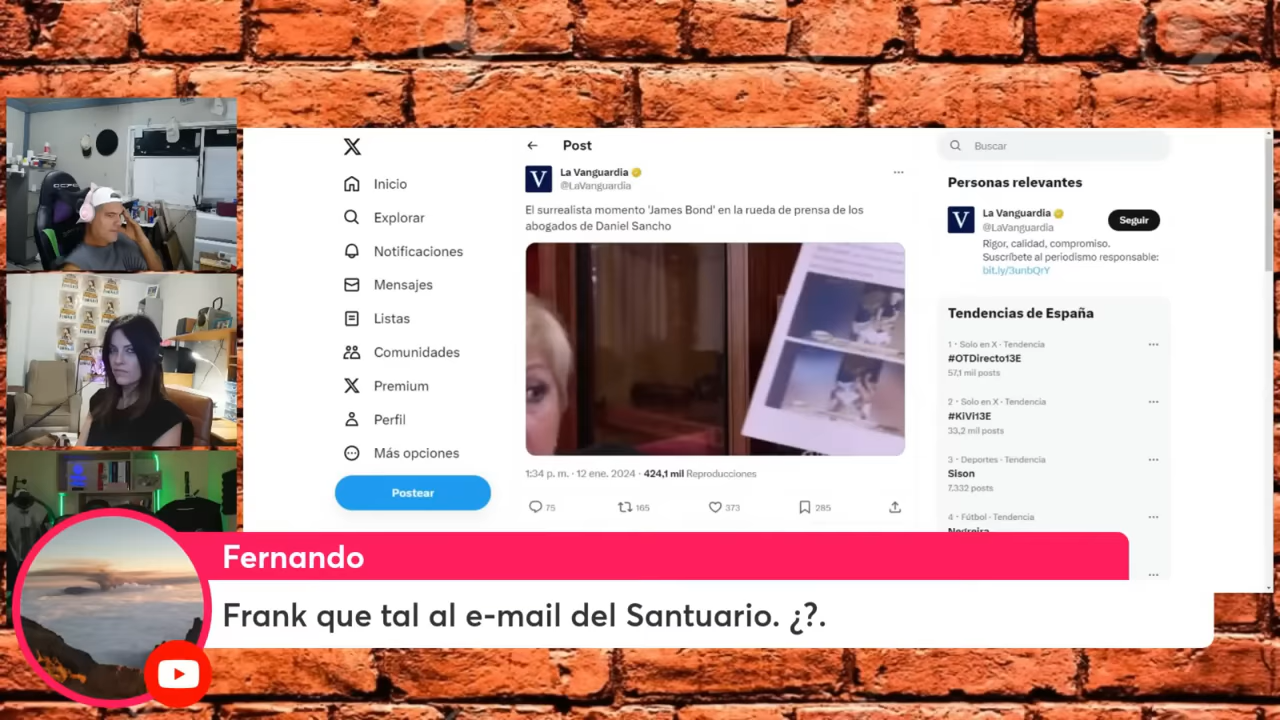 Post
La Vanguardia
@LaVanguardia
El surrealista momento 'James Bond' en la rueda de prensa de los
abogados de Daniel Sancho
1:34 p. m. · 12 ene. 2024 · 424,1 mil Reproducciones
75
165
373
285
Inicio
Explorar
Notificaciones
Mensajes
Listas
Comunidades
Premium
Perfil
Más opciones
Postear
Buscar
Personas relevantes
La Vanguardia
@LaVanguardia
Seguir
Rigor, calidad, compromiso.
Suscríbete al periodismo responsable:
bit.ly/3unbQrY
Tendencias de España
1 · Solo en X · Tendencia
#OTDirecto13E
57,1 mil posts
2 · Solo en X · Tendencia
#KiVi13E
33,2 mil posts
3 · Deportes · Tendencia
Sison
7.332 posts
4 · Fútbol · Tendencia
Negreira
Fernando
Frank que tal al e-mail del Santuario. ¿?.